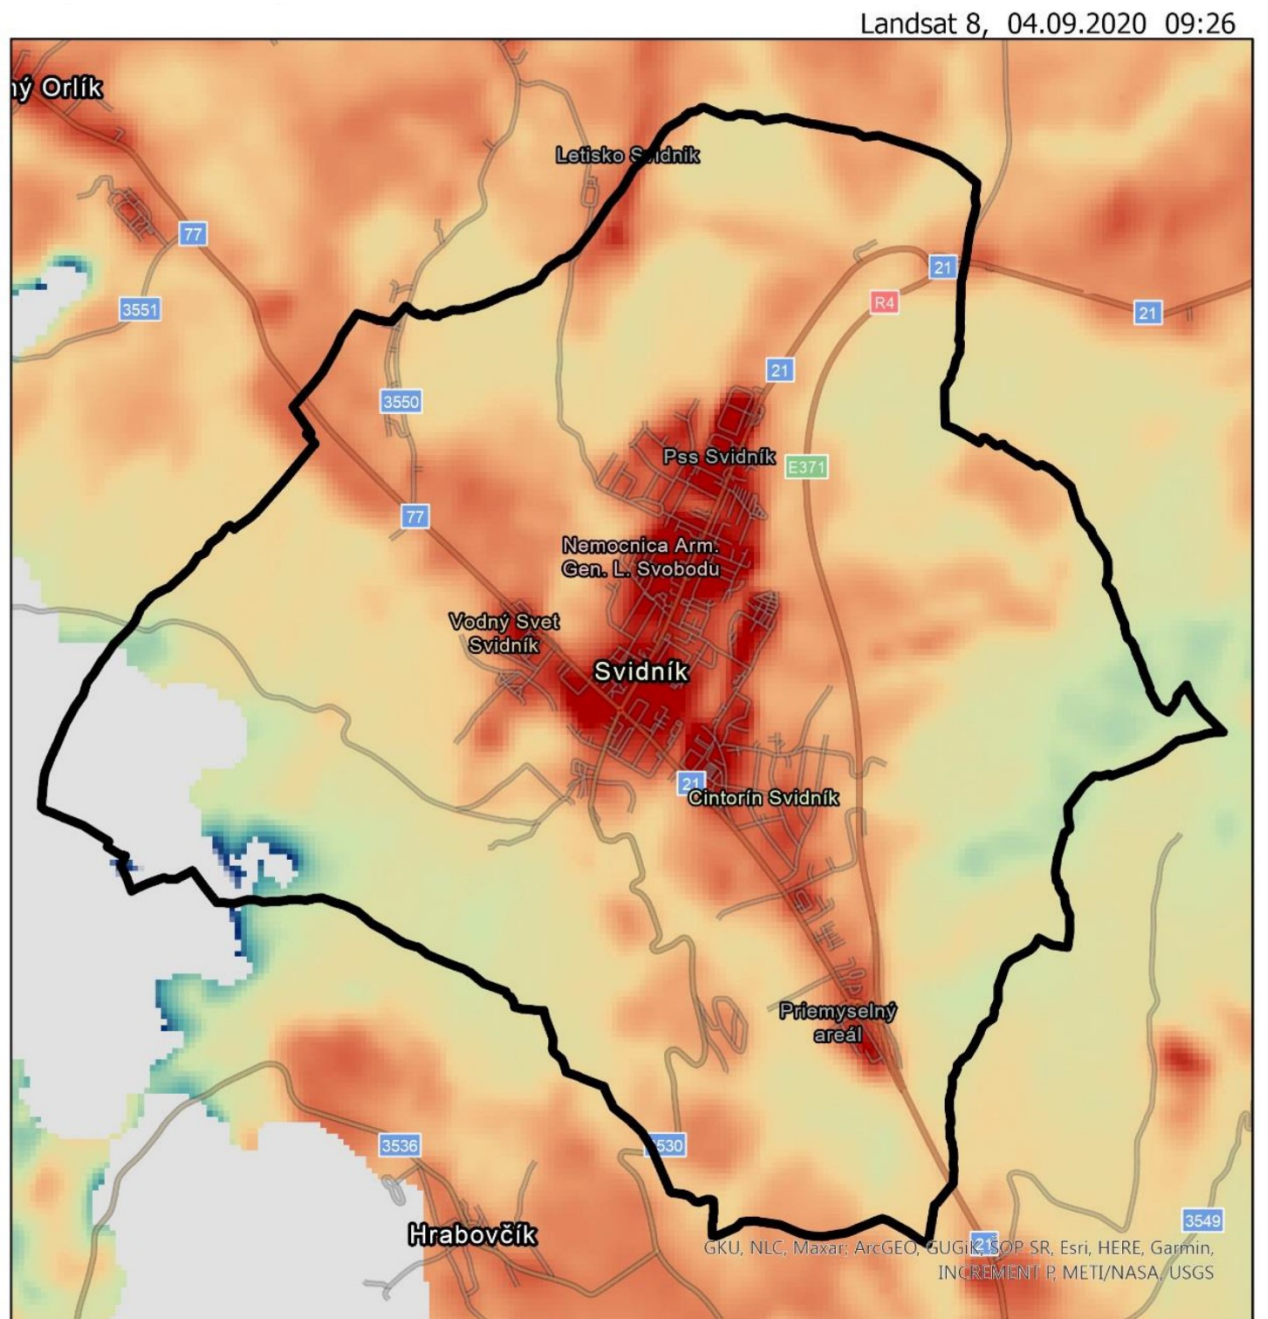 Landsat 8, 04.09.2020 09:26
ný Orlík
Letisko Svidník
77
21
R4
3551
21
21
3550
Pss Svidník
E371
77
Nemocnica Arm.
Gen. L. Svobodu
Vodný Svet
Svidník
Svidník
21
Cintorín Svidník
Priemyselný
areál
3536
3530
3549
Hrabovčík
21
GKU, NLC, Maxar; ArcGEO, GUGiK, SOP SR, Esri, HERE, Garmin,
INCREMENT P, METI/NASA, USGS